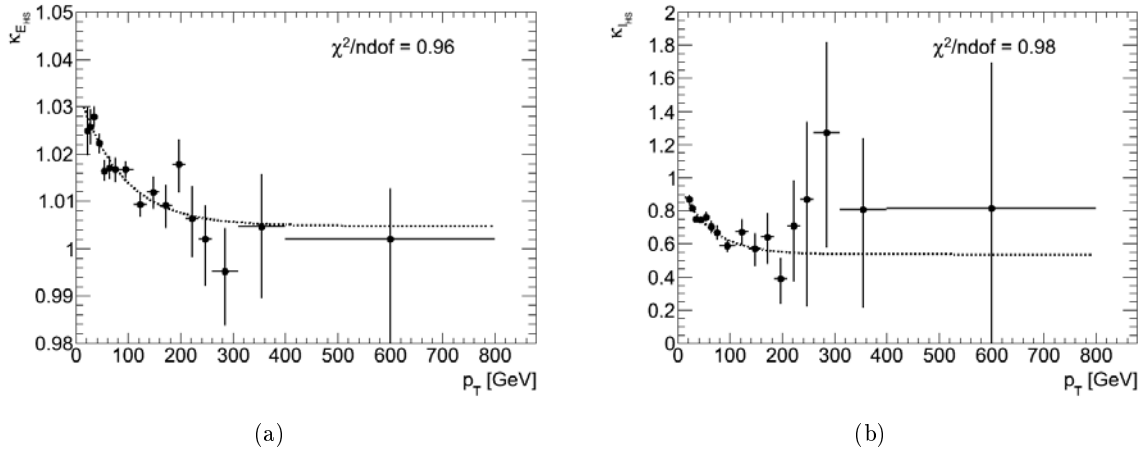 κ_E_HS
1.05
1.04
1.03
1.02
1.01
1
0.99
0.98
χ²/ndof = 0.96
0 100 200 300 400 500 600 700 800
p_T [GeV]
(a)
κ_I_HS
2
1.8
1.6
1.4
1.2
1
0.8
0.6
0.4
0.2
0
χ²/ndof = 0.98
0 100 200 300 400 500 600 700 800
p_T [GeV]
(b)